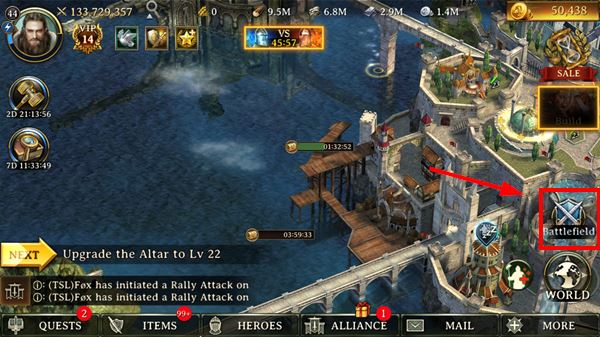 44
133,729,357
0
9.5M
6.8M
2.9M
1.4M
50,438
VIP
14
VS
45:57
SALE
2D 21:13:56
Build
01:32:52
7D 11:33:49
Battlefield
03:59:33
NEXT
Upgrade the Altar to Lv 22
WORLD
(TSL)Føx has initiated a Rally Attack on
(TSL)Føx has initiated a Rally Attack on
QUESTS
2
ITEMS
99+
HEROES
ALLIANCE
1
MAIL
MORE